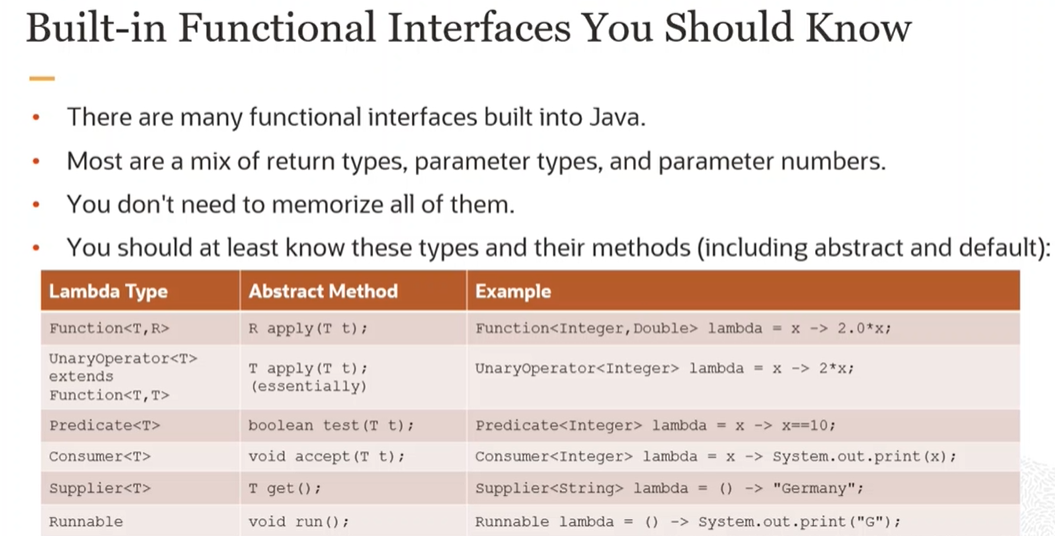 Built-in Functional Interfaces You Should Know
• There are many functional interfaces built into Java.
• Most are a mix of return types, parameter types, and parameter numbers.
• You don't need to memorize all of them.
• You should at least know these types and their methods (including abstract and default):
Lambda Type Abstract Method Example
Function<T,R> R apply(T t); Function<Integer,Double> lambda = x -> 2.0*x;
UnaryOperator<T>
extends
Function<T,T>
T apply(T t);
(essentially)
UnaryOperator<Integer> lambda = x -> 2*x;
Predicate<T> boolean test(T t); Predicate<Integer> lambda = x -> x==10;
Consumer<T> void accept(T t); Consumer<Integer> lambda = x -> System.out.print(x);
Supplier<T> T get(); Supplier<String> lambda = () -> "Germany";
Runnable void run(); Runnable lambda = () -> System.out.print("G");